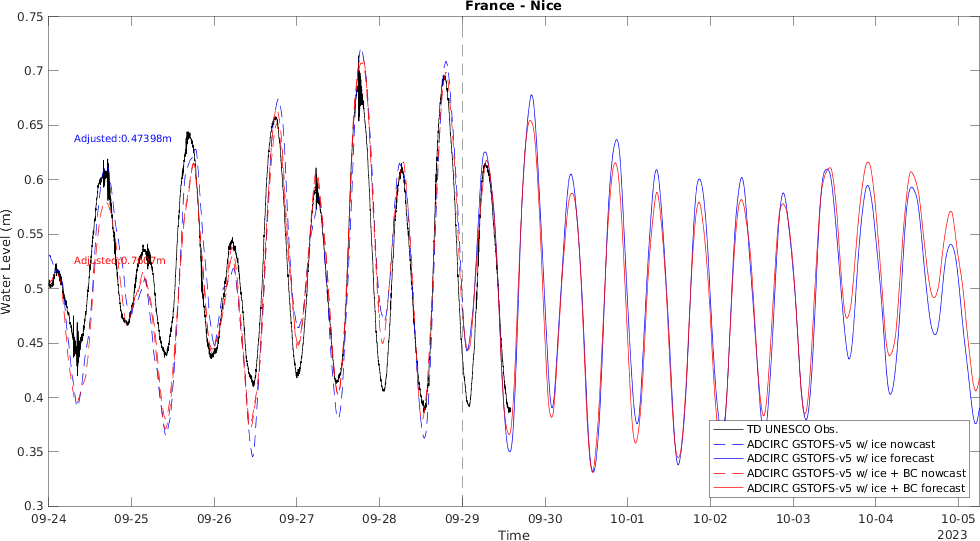 France - Nice
0.75
0.7
0.65
0.6
0.55
0.5
0.45
0.4
0.35
0.3
Water Level (m)
Adjusted:0.47398m
TD UNESCO Obs.
ADCIRC GSTOFS-v5 w/ ice nowcast
ADCIRC GSTOFS-v5 w/ ice forecast
ADCIRC GSTOFS-v5 w/ ice + BC nowcast
ADCIRC GSTOFS-v5 w/ ice + BC forecast
09-24 09-25 09-26 09-27 09-28 09-29 09-30 10-01 10-02 10-03 10-04 10-05
Time
2023